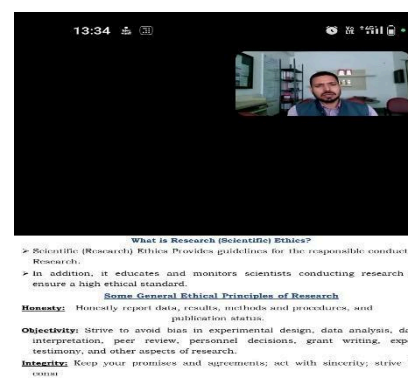 13:34
What is Research (Scientific) Ethics?
➢ Scientific (Research) Ethics Provides guidelines for the responsible conduct
Research.
➢ In addition, it educates and monitors scientists conducting research
ensure a high ethical standard.
Some General Ethical Principles of Research
Honesty: Honestly report data, results, methods and procedures, and
publication status.
Objectivity: Strive to avoid bias in experimental design, data analysis, da
interpretation, peer review, personnel decisions, grant writing, exp
testimony, and other aspects of research.
Integrity: Keep your promises and agreements; act with sincerity; strive
consi